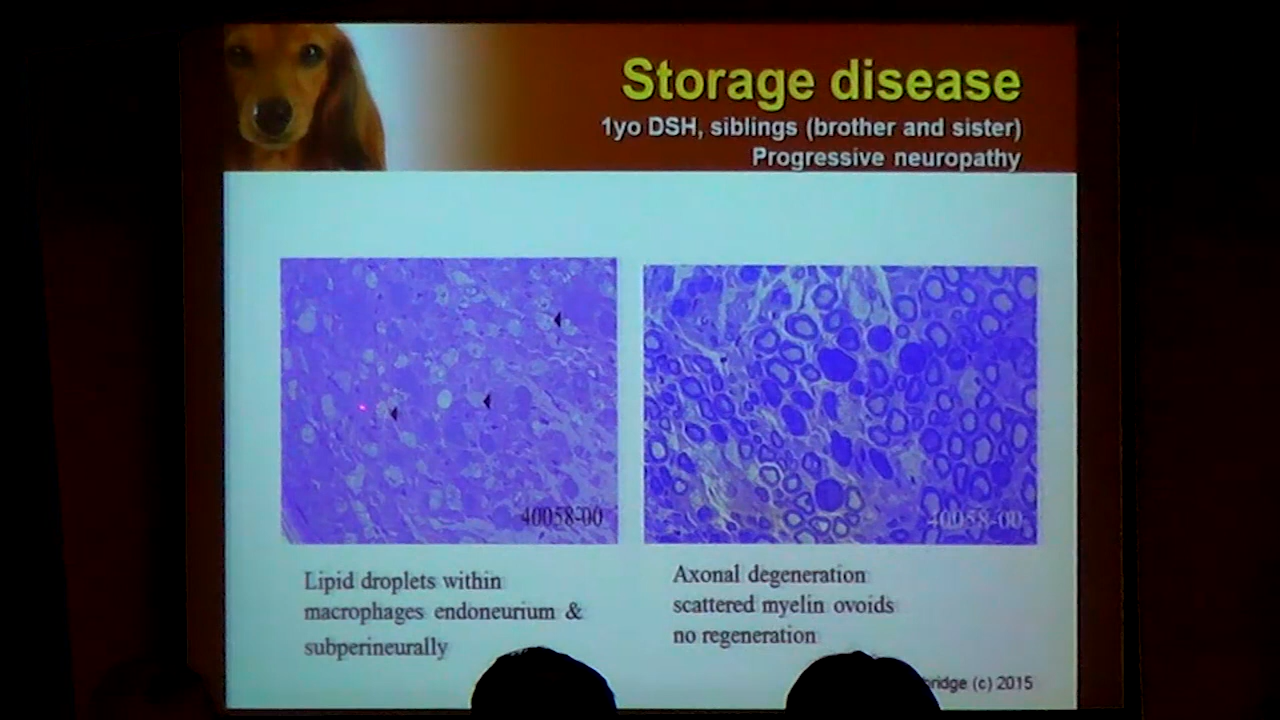 Storage disease
1yo DSH, siblings (brother and sister)
Progressive neuropathy
40058-00
40058-00
Lipid droplets within
macrophages endoneurium &
subperineurally
Axonal degeneration
scattered myelin ovoids
no regeneration
(c) 2015